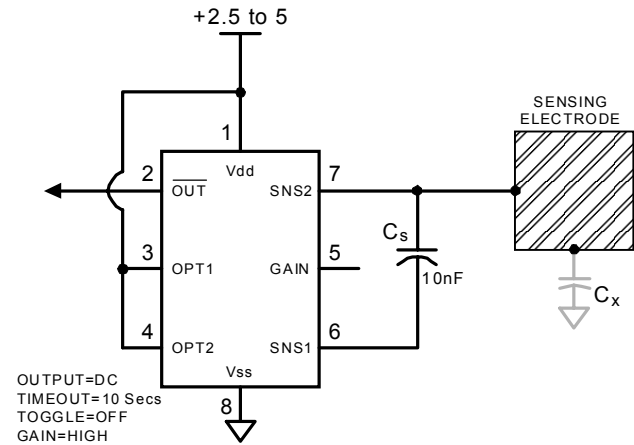 +2.5 to 5
SENSING
ELECTRODE
1
Vdd
2
OUT
SNS2
7
Cs
10nF
3
OPT1
GAIN
5
Cx
4
OPT2
SNS1
6
Vss
8
OUTPUT=DC
TIMEOUT=10 Secs
TOGGLE=OFF
GAIN=HIGH